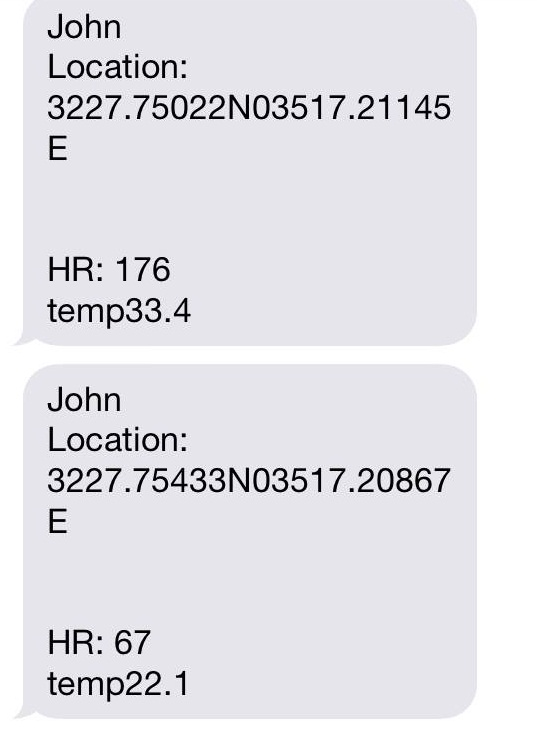 John
Location:
3227.75022N03517.21145
E
HR: 176
temp33.4
John
Location:
3227.75433N03517.20867
E
HR: 67
temp22.1